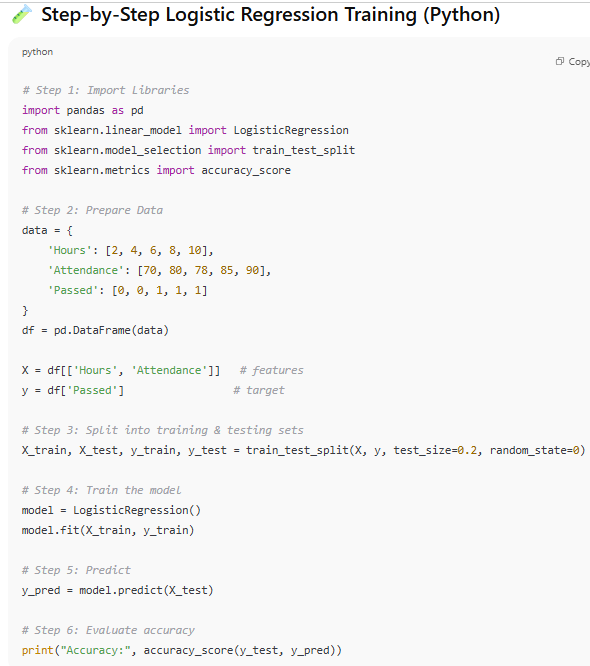 Step-by-Step Logistic Regression Training (Python)
python
Copy
# Step 1: Import Libraries
import pandas as pd
from sklearn.linear_model import LogisticRegression
from sklearn.model_selection import train_test_split
from sklearn.metrics import accuracy_score
# Step 2: Prepare Data
data = {
    'Hours': [2, 4, 6, 8, 10],
    'Attendance': [70, 80, 78, 85, 90],
    'Passed': [0, 0, 1, 1, 1]
}
df = pd.DataFrame(data)
X = df[['Hours', 'Attendance']]   # features
y = df['Passed']                  # target
# Step 3: Split into training & testing sets
X_train, X_test, y_train, y_test = train_test_split(X, y, test_size=0.2, random_state=0)
# Step 4: Train the model
model = LogisticRegression()
model.fit(X_train, y_train)
# Step 5: Predict
y_pred = model.predict(X_test)
# Step 6: Evaluate accuracy
print("Accuracy:", accuracy_score(y_test, y_pred))